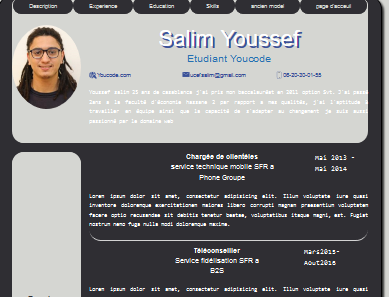 Description Experience Education Skills ancien model page d'acceuil
Salim Youssef
Etudiant Youcode
Youcode.com ucefsalim@gmail.com 06-20-30-01-55
Youssef salim 23 ans de casablanca j'ai pris mon baccalauréat en 2011 option Svt. J'ai passé
3ans a la faculté d'économie hassane 2 par rapport a mes qualités, j'ai l'aptitude à
travailler en équipe ainsi que la capacité de s'adapter au changement je suis aussi
passionné par le domaine web
Chargée de clientèles
service technique mobile SFR a
Phone Groupe
Mai 2013 -
Mai 2014
Lorem ipsum dolor sit amet, consectetur adipisicing elit. Illum voluptate iure quasi
inventore doloremque exercitationem maiores libero corrupti magnam praesentium voluptatem
facere optio recusandae sit debitis tenetur beatae, voluptatibus itaque magni, est. Fugiat
nostrum nemo fuga nulla modi doloremque maxime.
Téléconseiller
Service fidélisation SFR a
B2S
Mars2015-
Aout2016
Lorem ipsum dolor sit amet, consectetur adipisicing elit. Illum voluptate iure quasi